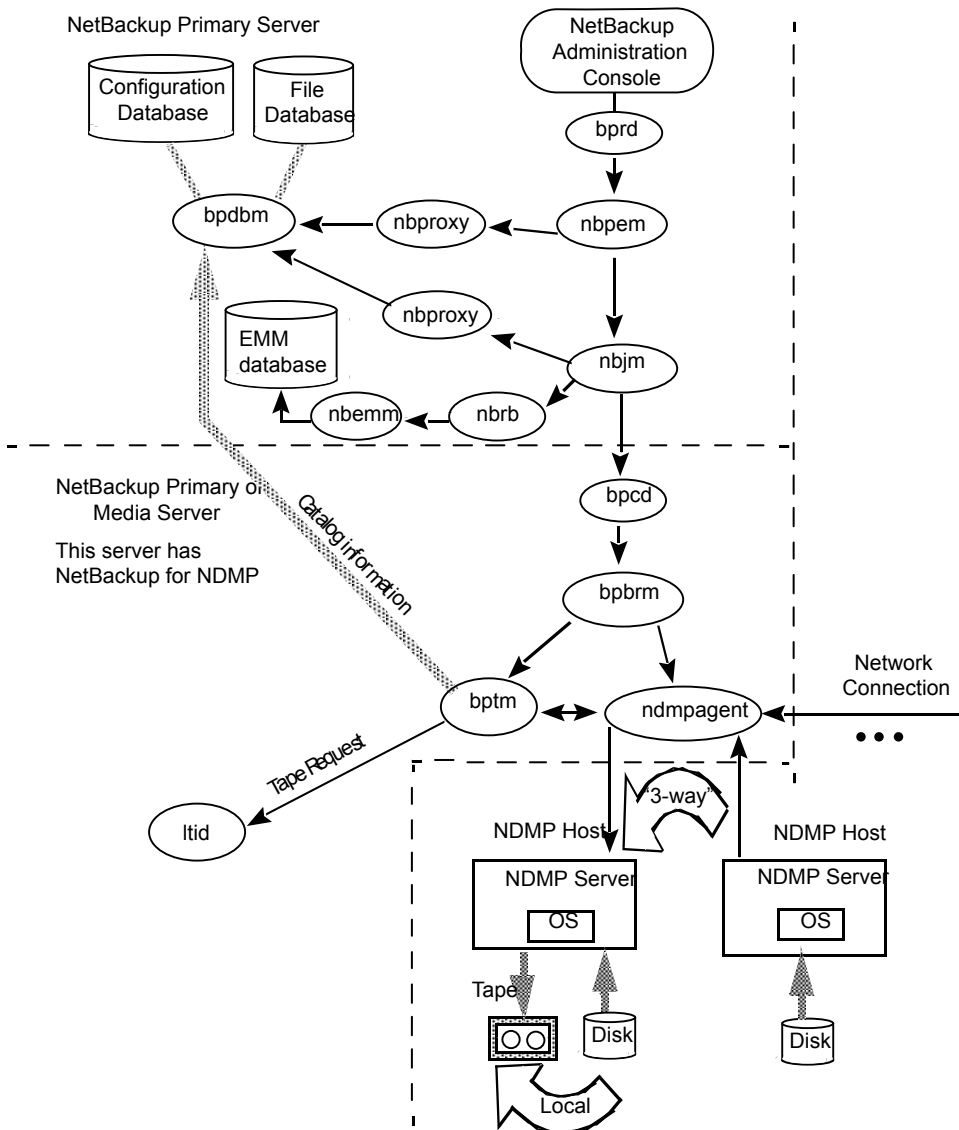 NetBackup Primary Server
NetBackup
Administration
Console
Configuration
Database
File
Database
bprd
bpdbm
nbproxy
nbpem
nbproxy
EMM
database
nbjm
nbemm
nbrb
NetBackup Primary or
Media Server
This server has
NetBackup for NDMP
Catalog information
bpcd
bpbrm
Network
Connection
bptm
ndmpagent
Tape Request
"3-way"
ltid
NDMP Host
NDMP Host
NDMP Server
NDMP Server
OS
OS
Tape
Disk
Disk
Local